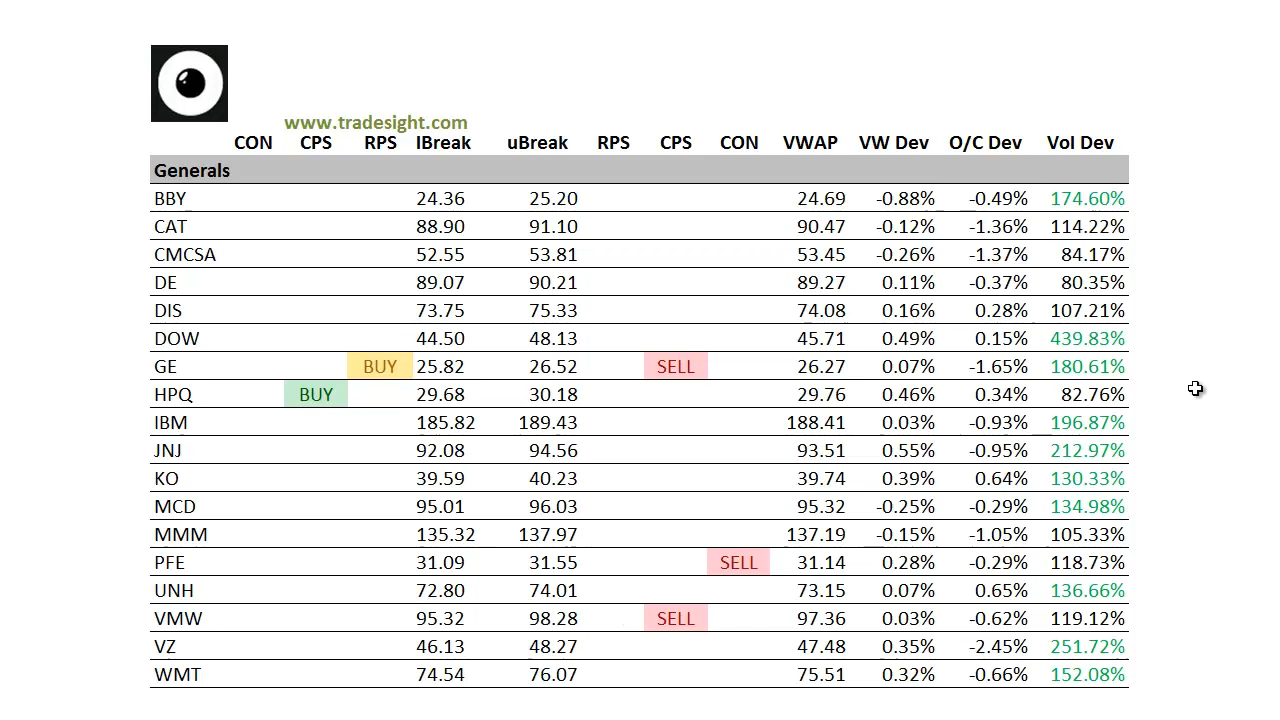 www.tradesight.com
CON CPS RPS lBreak uBreak RPS CPS CON VWAP VW Dev O/C Dev Vol Dev
Generals
BBY 24.36 25.20 24.69 -0.88% -0.49% 174.60%
CAT 88.90 91.10 90.47 -0.12% -1.36% 114.22%
CMCSA 52.55 53.81 53.45 -0.26% -1.37% 84.17%
DE 89.07 90.21 89.27 0.11% -0.37% 80.35%
DIS 73.75 75.33 74.08 0.16% 0.28% 107.21%
DOW 44.50 48.13 45.71 0.49% 0.15% 439.83%
GE BUY 25.82 26.52 SELL 26.27 0.07% -1.65% 180.61%
HPQ BUY 29.68 30.18 29.76 0.46% 0.34% 82.76%
IBM 185.82 189.43 188.41 0.03% -0.93% 196.87%
JNJ 92.08 94.56 93.51 0.55% -0.95% 212.97%
KO 39.59 40.23 39.74 0.39% 0.64% 130.33%
MCD 95.01 96.03 95.32 -0.25% -0.29% 134.98%
MMM 135.32 137.97 137.19 -0.15% -1.05% 105.33%
PFE 31.09 31.55 SELL 31.14 0.28% -0.29% 118.73%
UNH 72.80 74.01 73.15 0.07% 0.65% 136.66%
VMW 95.32 98.28 SELL 97.36 0.03% -0.62% 119.12%
VZ 46.13 48.27 47.48 0.35% -2.45% 251.72%
WMT 74.54 76.07 75.51 0.32% -0.66% 152.08%